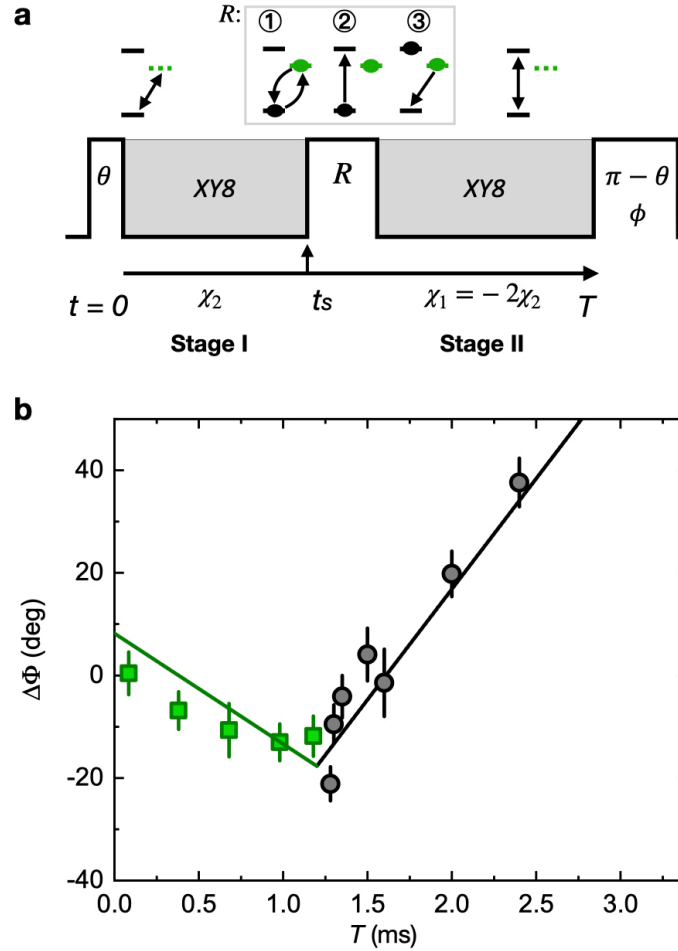 a
R: ① ② ③
θ XY8 R XY8 π − θ
ϕ
t = 0 χ₂ tₛ χ₁ = − 2χ₂ T
Stage I Stage II
b
40
20
0
-20
-40
ΔΦ (deg)
0.0 0.5 1.0 1.5 2.0 2.5 3.0
T (ms)